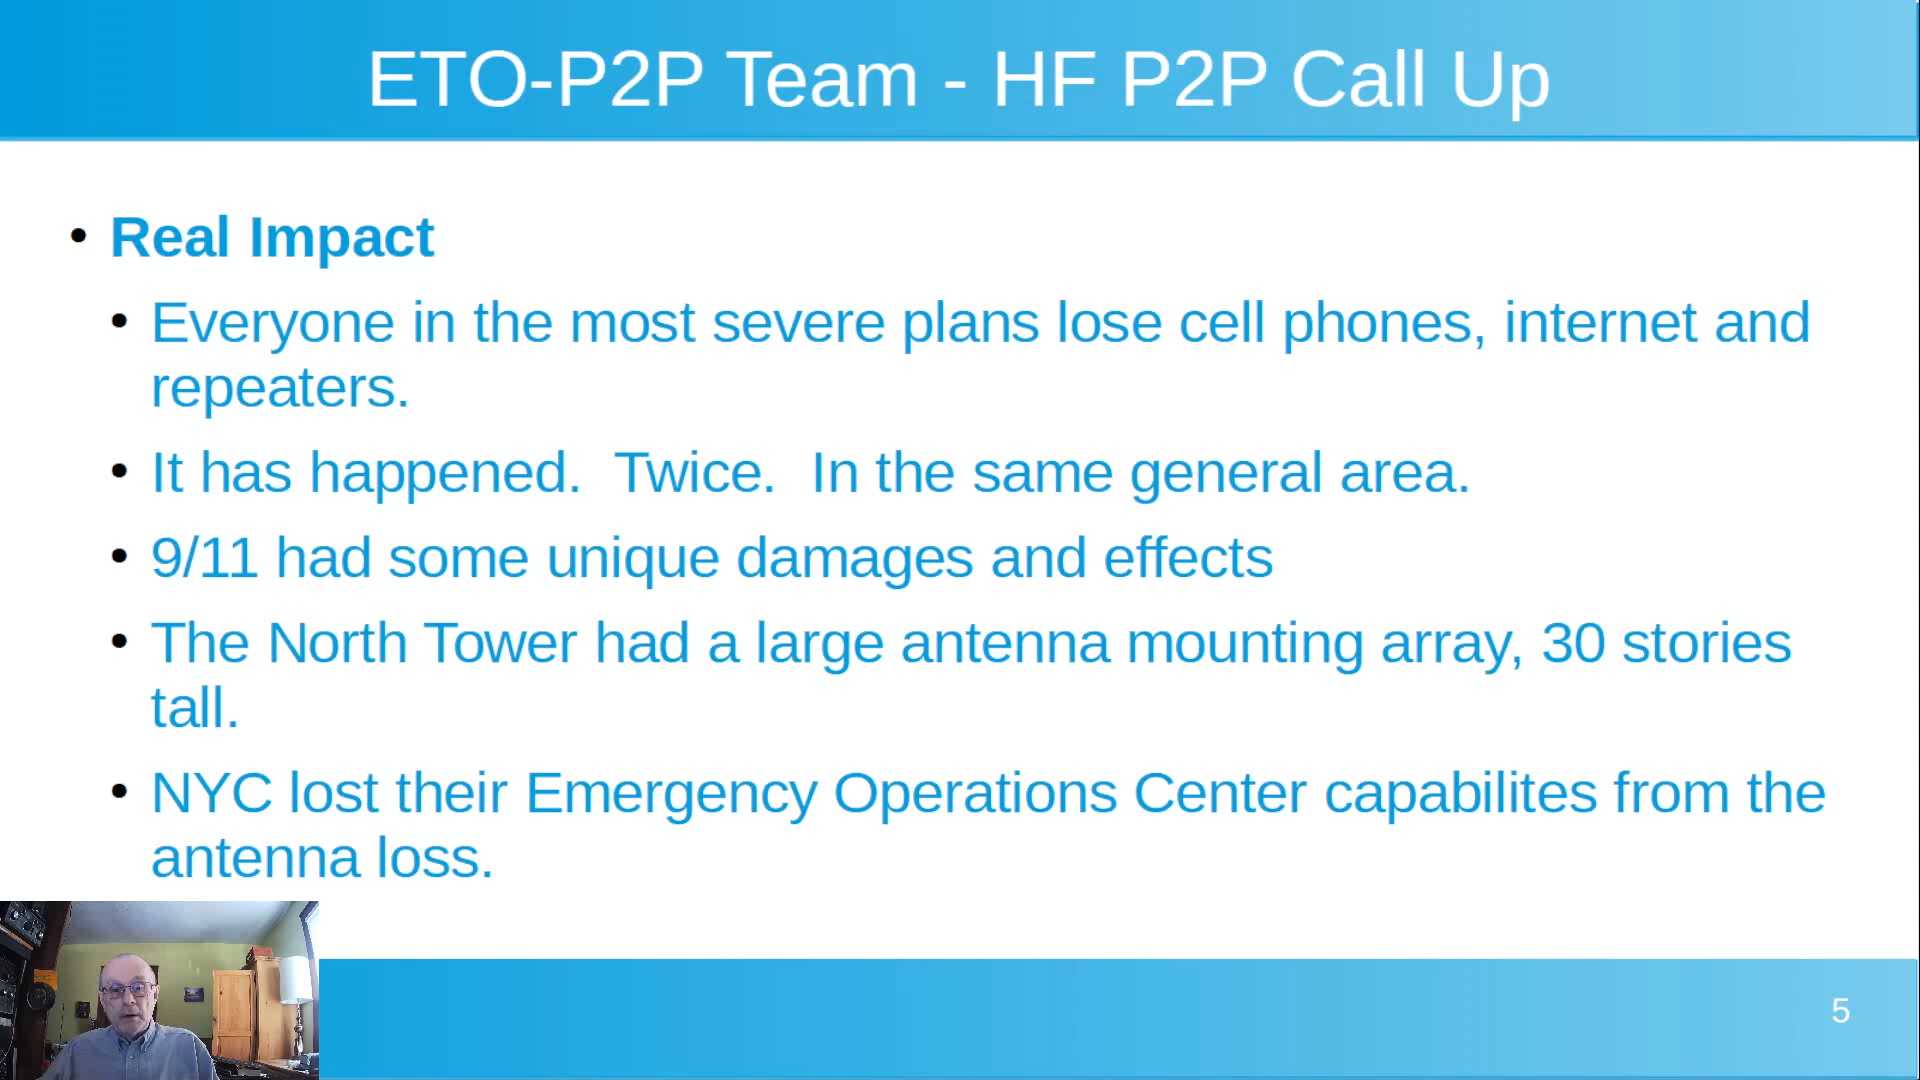 ETO-P2P Team - HF P2P Call Up
• Real Impact
• Everyone in the most severe plans lose cell phones, internet and
repeaters.
• It has happened.  Twice.  In the same general area.
• 9/11 had some unique damages and effects
• The North Tower had a large antenna mounting array, 30 stories
tall.
• NYC lost their Emergency Operations Center capabilites from the
antenna loss.
5